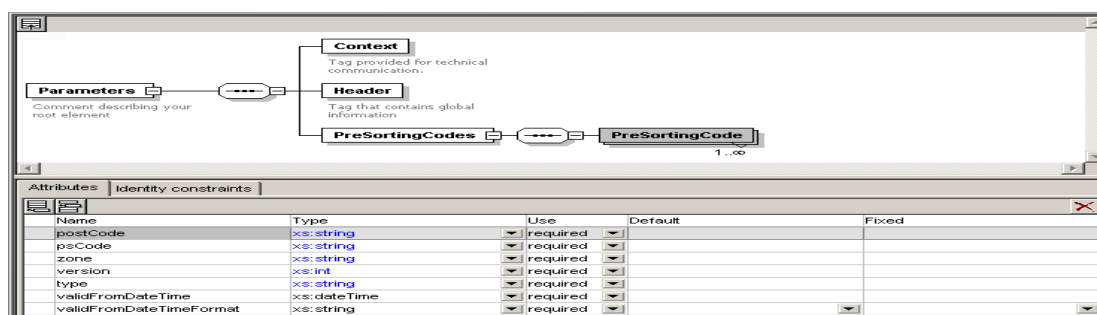 Context
Tag provided for technical
communication.
Parameters
Comment describing your
root element
Header
Tag that contains global
information
PreSortingCodes
PreSortingCode
1..∞
Attributes Identity constraints
Name Type Use Default Fixed
postCode xs:string required
psCode xs:string required
zone xs:string required
version xs:int required
type xs:string required
validFromDateTime xs:dateTime required
validFromDateTimeFormat xs:string required